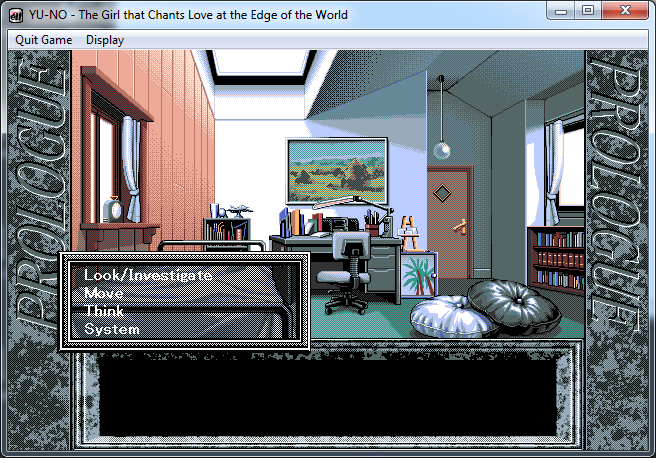 YU-NO - The Girl that Chants Love at the Edge of the World
Quit Game Display
PROLOGUE
PROLOGUE
Look/Investigate
Move
Think
System